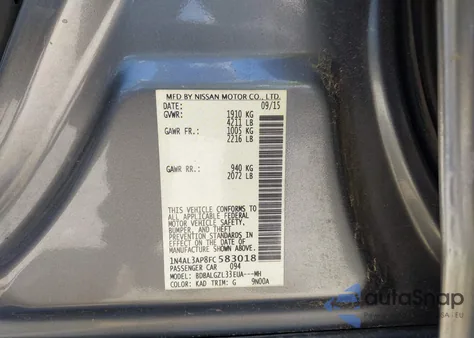 MFD BY NISSAN MOTOR CO., LTD.
DATE: 09/15
GVWR: 1910 KG
4211 LB
GAWR FR.: 1005 KG
2216 LB
GAWR RR.: 940 KG
2072 LB
THIS VEHICLE CONFORMS TO
ALL APPLICABLE FEDERAL
MOTOR VEHICLE SAFETY,
BUMPER, AND THEFT
PREVENTION STANDARDS IN
EFFECT ON THE DATE OF
MANUFACTURE SHOWN ABOVE.
1N4AL3AP8FC583018
PASSENGER CAR 094
MODEL: BDBALGZL33EUA---MH
COLOR: KAD TRIM: G 9N00A
autoSnap